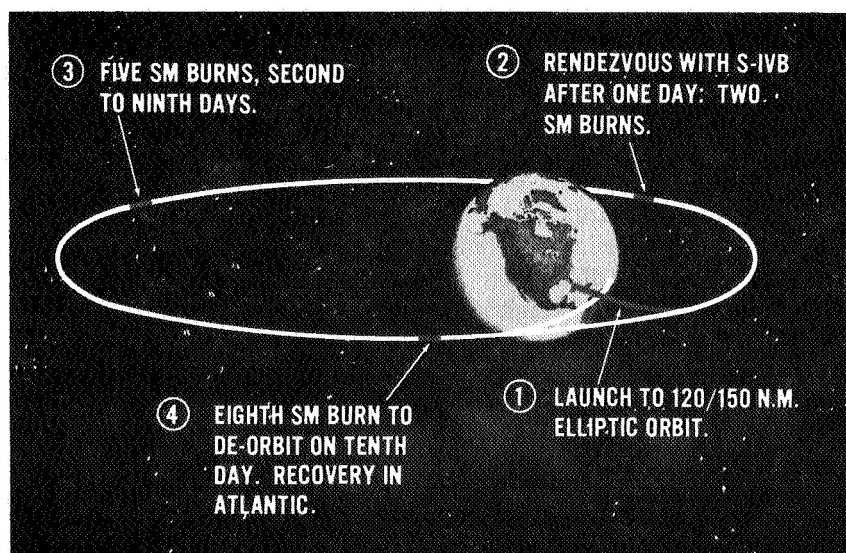 ③ FIVE SM BURNS, SECOND
TO NINTH DAYS.
② RENDEZVOUS WITH S-IVB
AFTER ONE DAY: TWO
SM BURNS.
① LAUNCH TO 120/150 N.M.
ELLIPTIC ORBIT.
④ EIGHTH SM BURN TO
DE-ORBIT ON TENTH
DAY. RECOVERY IN
ATLANTIC.